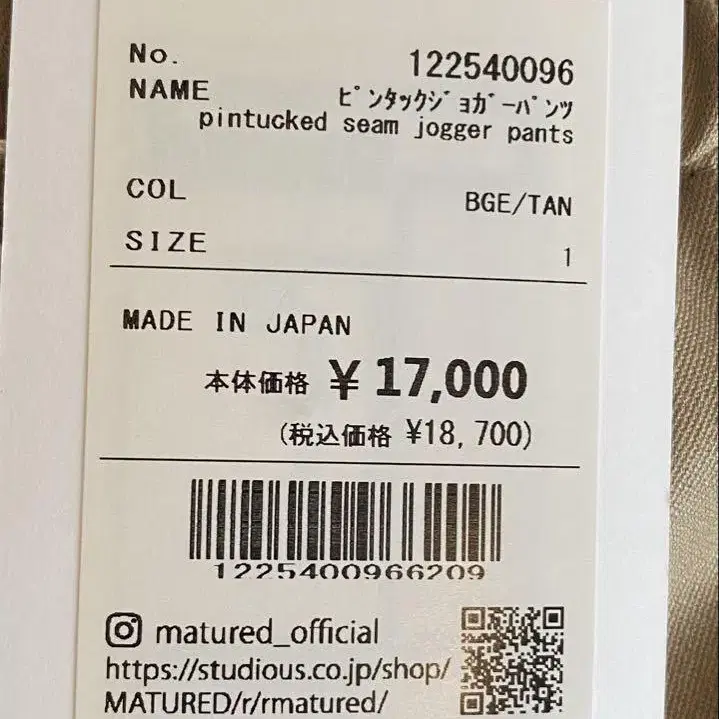 No. 122540096
NAME ﾋﾟﾝﾀｯｸｼﾞｮｶﾞｰﾊﾟﾝﾂ
pintucked seam jogger pants
COL BGE/TAN
SIZE 1
MADE IN JAPAN
本体価格 ¥ 17,000
(税込価格 ¥18,700)
1225400966209
matured_official
https://studious.co.jp/shop/
MATURED/r/rmatured/